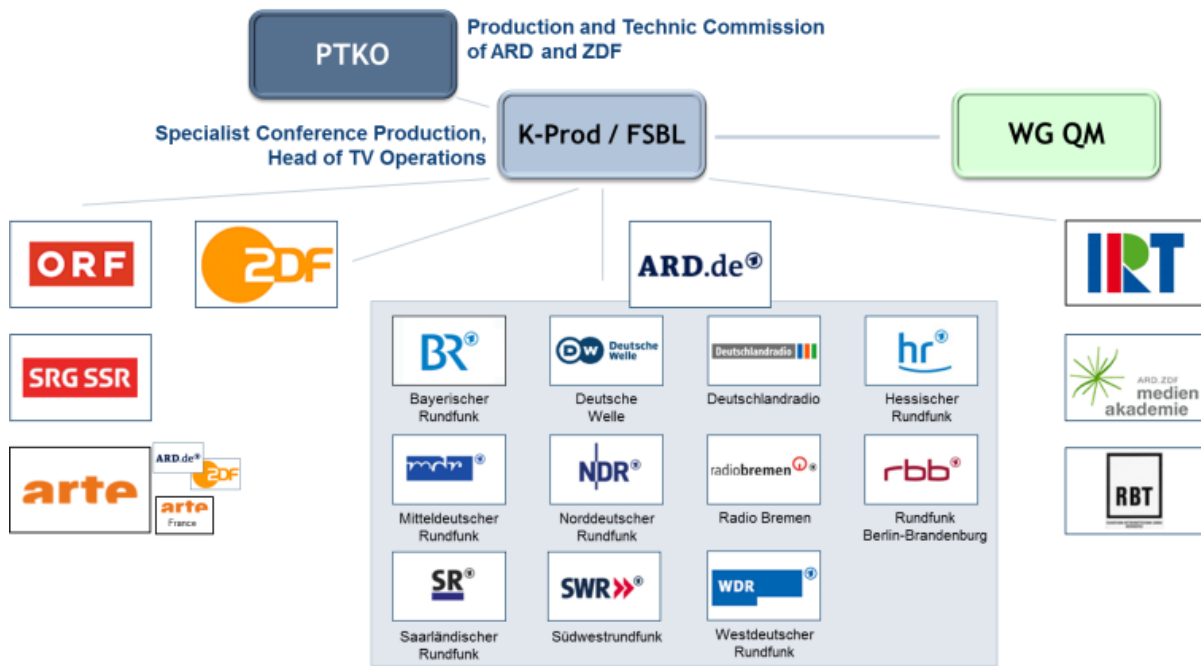 PTKO
Production and Technic Commission
of ARD and ZDF
Specialist Conference Production,
Head of TV Operations
K-Prod / FSBL
WG QM
ORF
ZDF
ARD.de
IRT
SRG SSR
BR
Bayerischer
Rundfunk
DW Deutsche
Welle
Deutsche
Welle
Deutschlandradio
Deutschlandradio
hr
Hessischer
Rundfunk
ARD.ZDF
medien
akademie
arte
ARD.de
ZDF
arte
France
mdr
Mitteldeutscher
Rundfunk
NDR
Norddeutscher
Rundfunk
radiobremen
Radio Bremen
rbb
Rundfunk
Berlin-Brandenburg
RBT
SR
Saarländischer
Rundfunk
SWR
Südwestrundfunk
WDR
Westdeutscher
Rundfunk